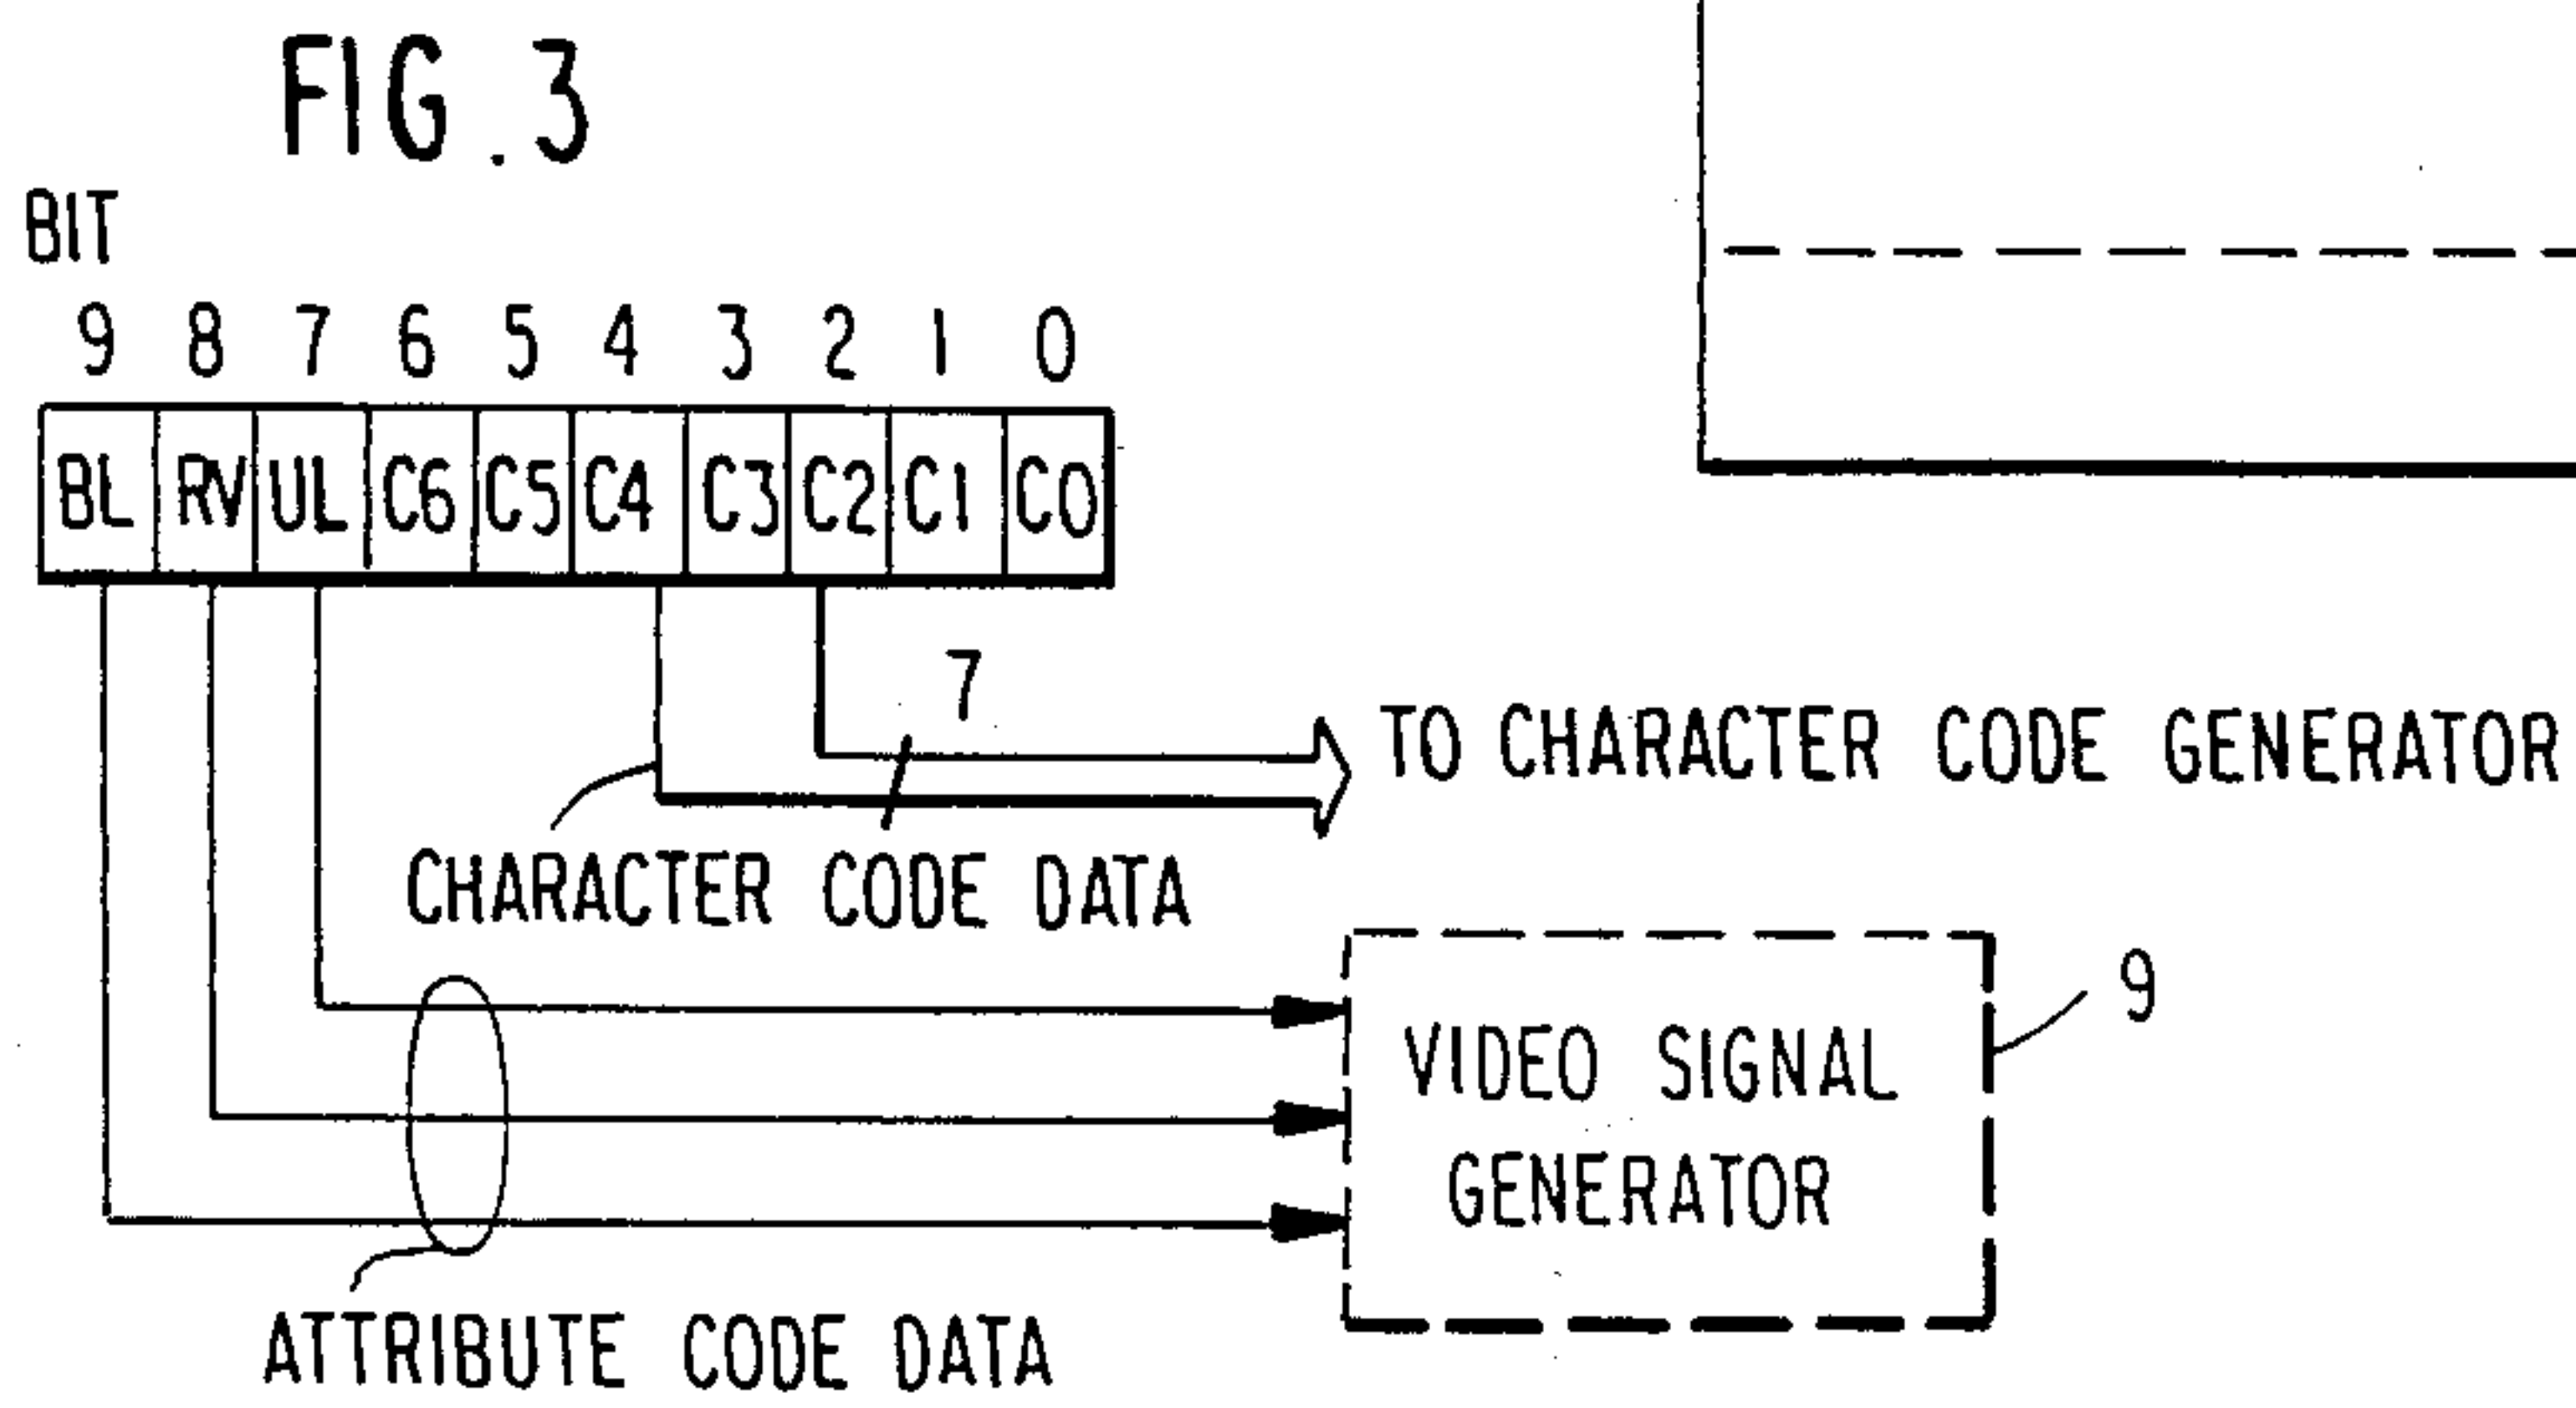 FIG. 3
BIT
9 8 7 6 5 4 3 2 1 0
BL RV UL C6 C5 C4 C3 C2 C1 C0
7
TO CHARACTER CODE GENERATOR
CHARACTER CODE DATA
9
VIDEO SIGNAL
GENERATOR
ATTRIBUTE CODE DATA